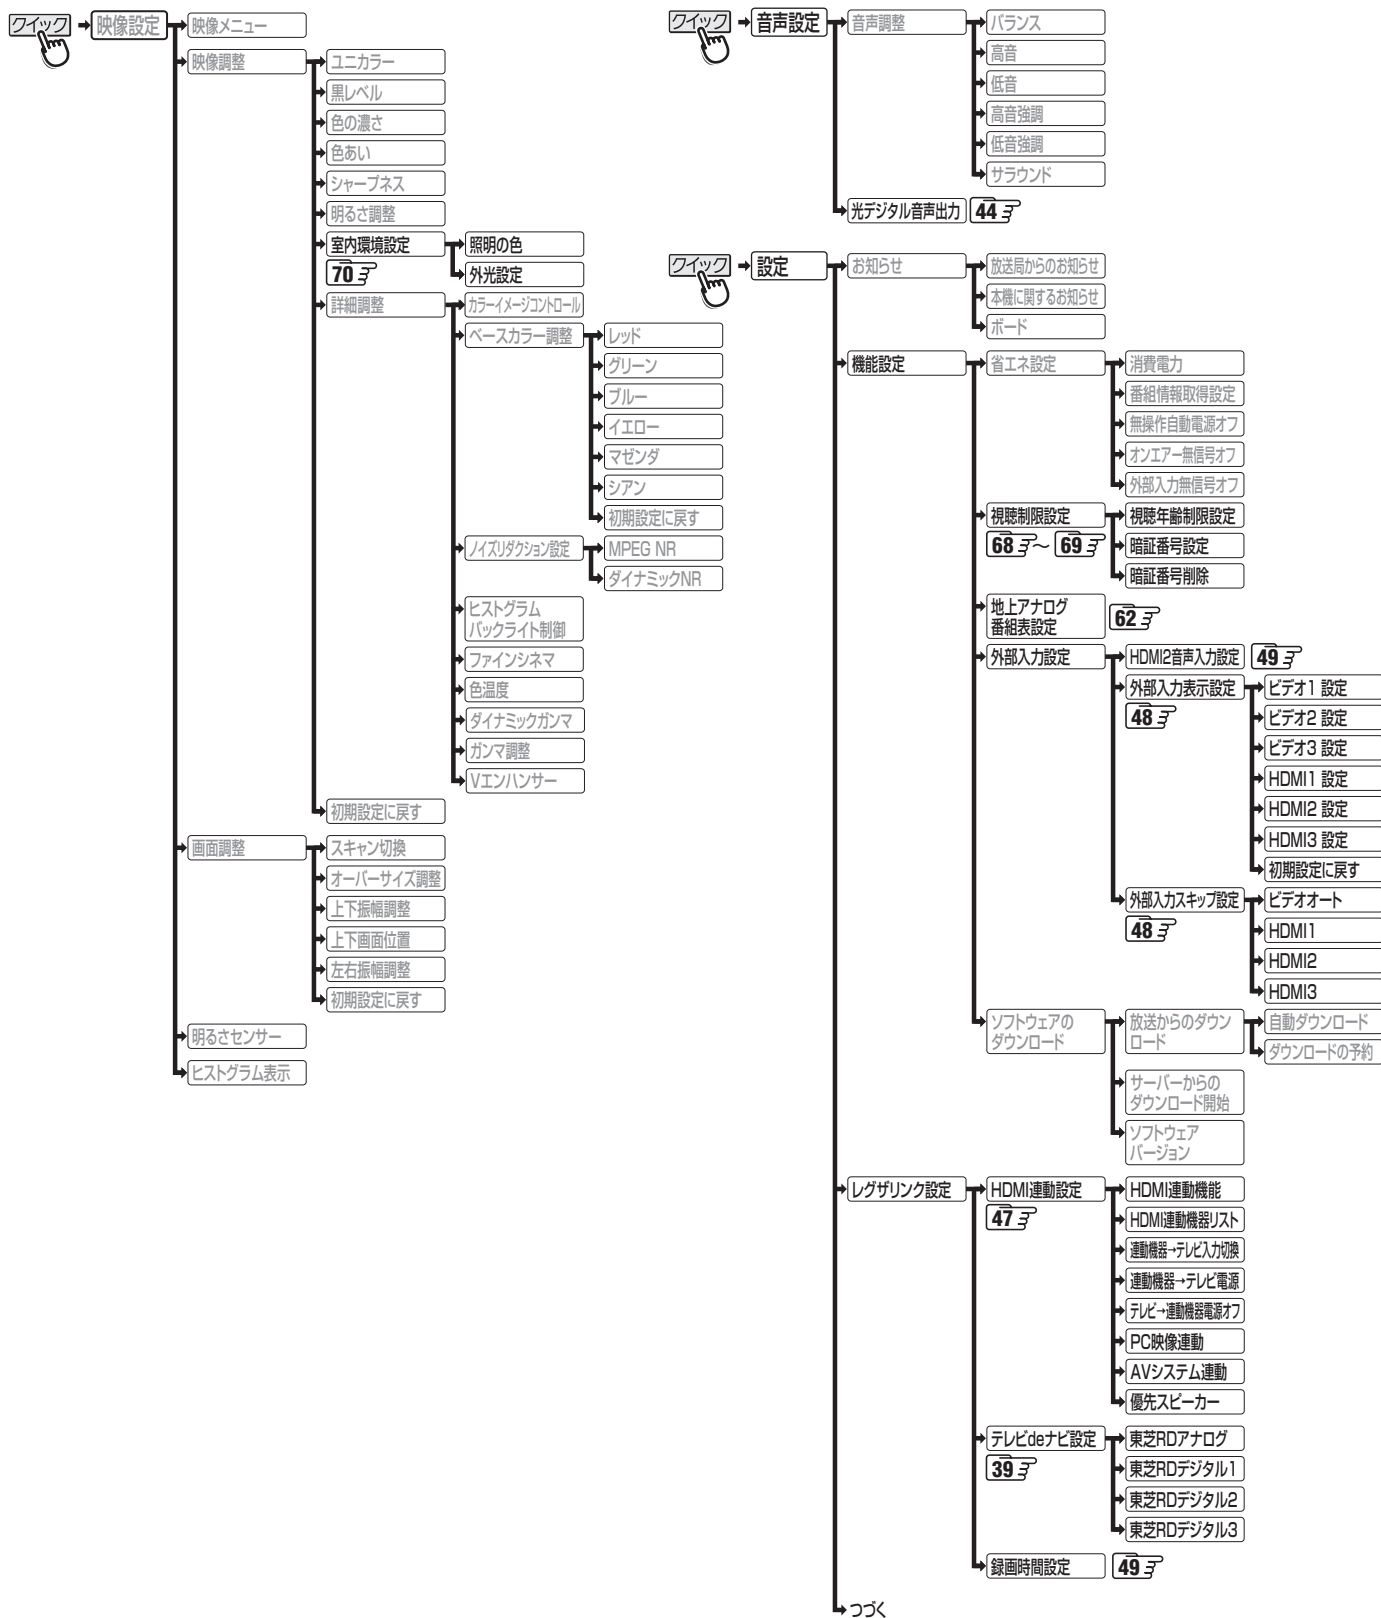 クイック
映像設定
映像メニュー
映像調整
ユニカラー
黒レベル
色の濃さ
色あい
シャープネス
明るさ調整
室内環境設定
70
照明の色
外光設定
詳細調整
カラーイメージコントロール
ベースカラー調整
レッド
グリーン
ブルー
イエロー
マゼンダ
シアン
初期設定に戻す
ノイズリダクション設定
MPEG NR
ダイナミックNR
ヒストグラム
バックライト制御
ファインシネマ
色温度
ダイナミックガンマ
ガンマ調整
Vエンハンサー
初期設定に戻す
画面調整
スキャン切換
オーバーサイズ調整
上下振幅調整
上下画面位置
左右振幅調整
初期設定に戻す
明るさセンサー
ヒストグラム表示
クイック
音声設定
音声調整
バランス
高音
低音
高音強調
低音強調
サラウンド
光デジタル音声出力 44
クイック
設定
お知らせ
放送局からのお知らせ
本機に関するお知らせ
ボード
機能設定
省エネ設定
消費電力
番組情報取得設定
無操作自動電源オフ
オンエアー無信号オフ
外部入力無信号オフ
視聴制限設定
68 ～ 69
視聴年齢制限設定
暗証番号設定
暗証番号削除
地上アナログ
番組表設定
62
外部入力設定
HDMI2音声入力設定 49
外部入力表示設定
48
ビデオ1 設定
ビデオ2 設定
ビデオ3 設定
HDMI1 設定
HDMI2 設定
HDMI3 設定
初期設定に戻す
外部入力スキップ設定
48
ビデオオート
HDMI1
HDMI2
HDMI3
ソフトウェアの
ダウンロード
放送からのダウン
ロード
自動ダウンロード
ダウンロードの予約
サーバーからの
ダウンロード開始
ソフトウェア
バージョン
レグザリンク設定
HDMI連動設定
47
HDMI連動機能
HDMI連動機器リスト
連動機器→テレビ入力切換
連動機器→テレビ電源
テレビ→連動機器電源オフ
PC映像連動
AVシステム連動
優先スピーカー
テレビdeナビ設定
39
東芝RDアナログ
東芝RDデジタル1
東芝RDデジタル2
東芝RDデジタル3
録画時間設定 49
つづく